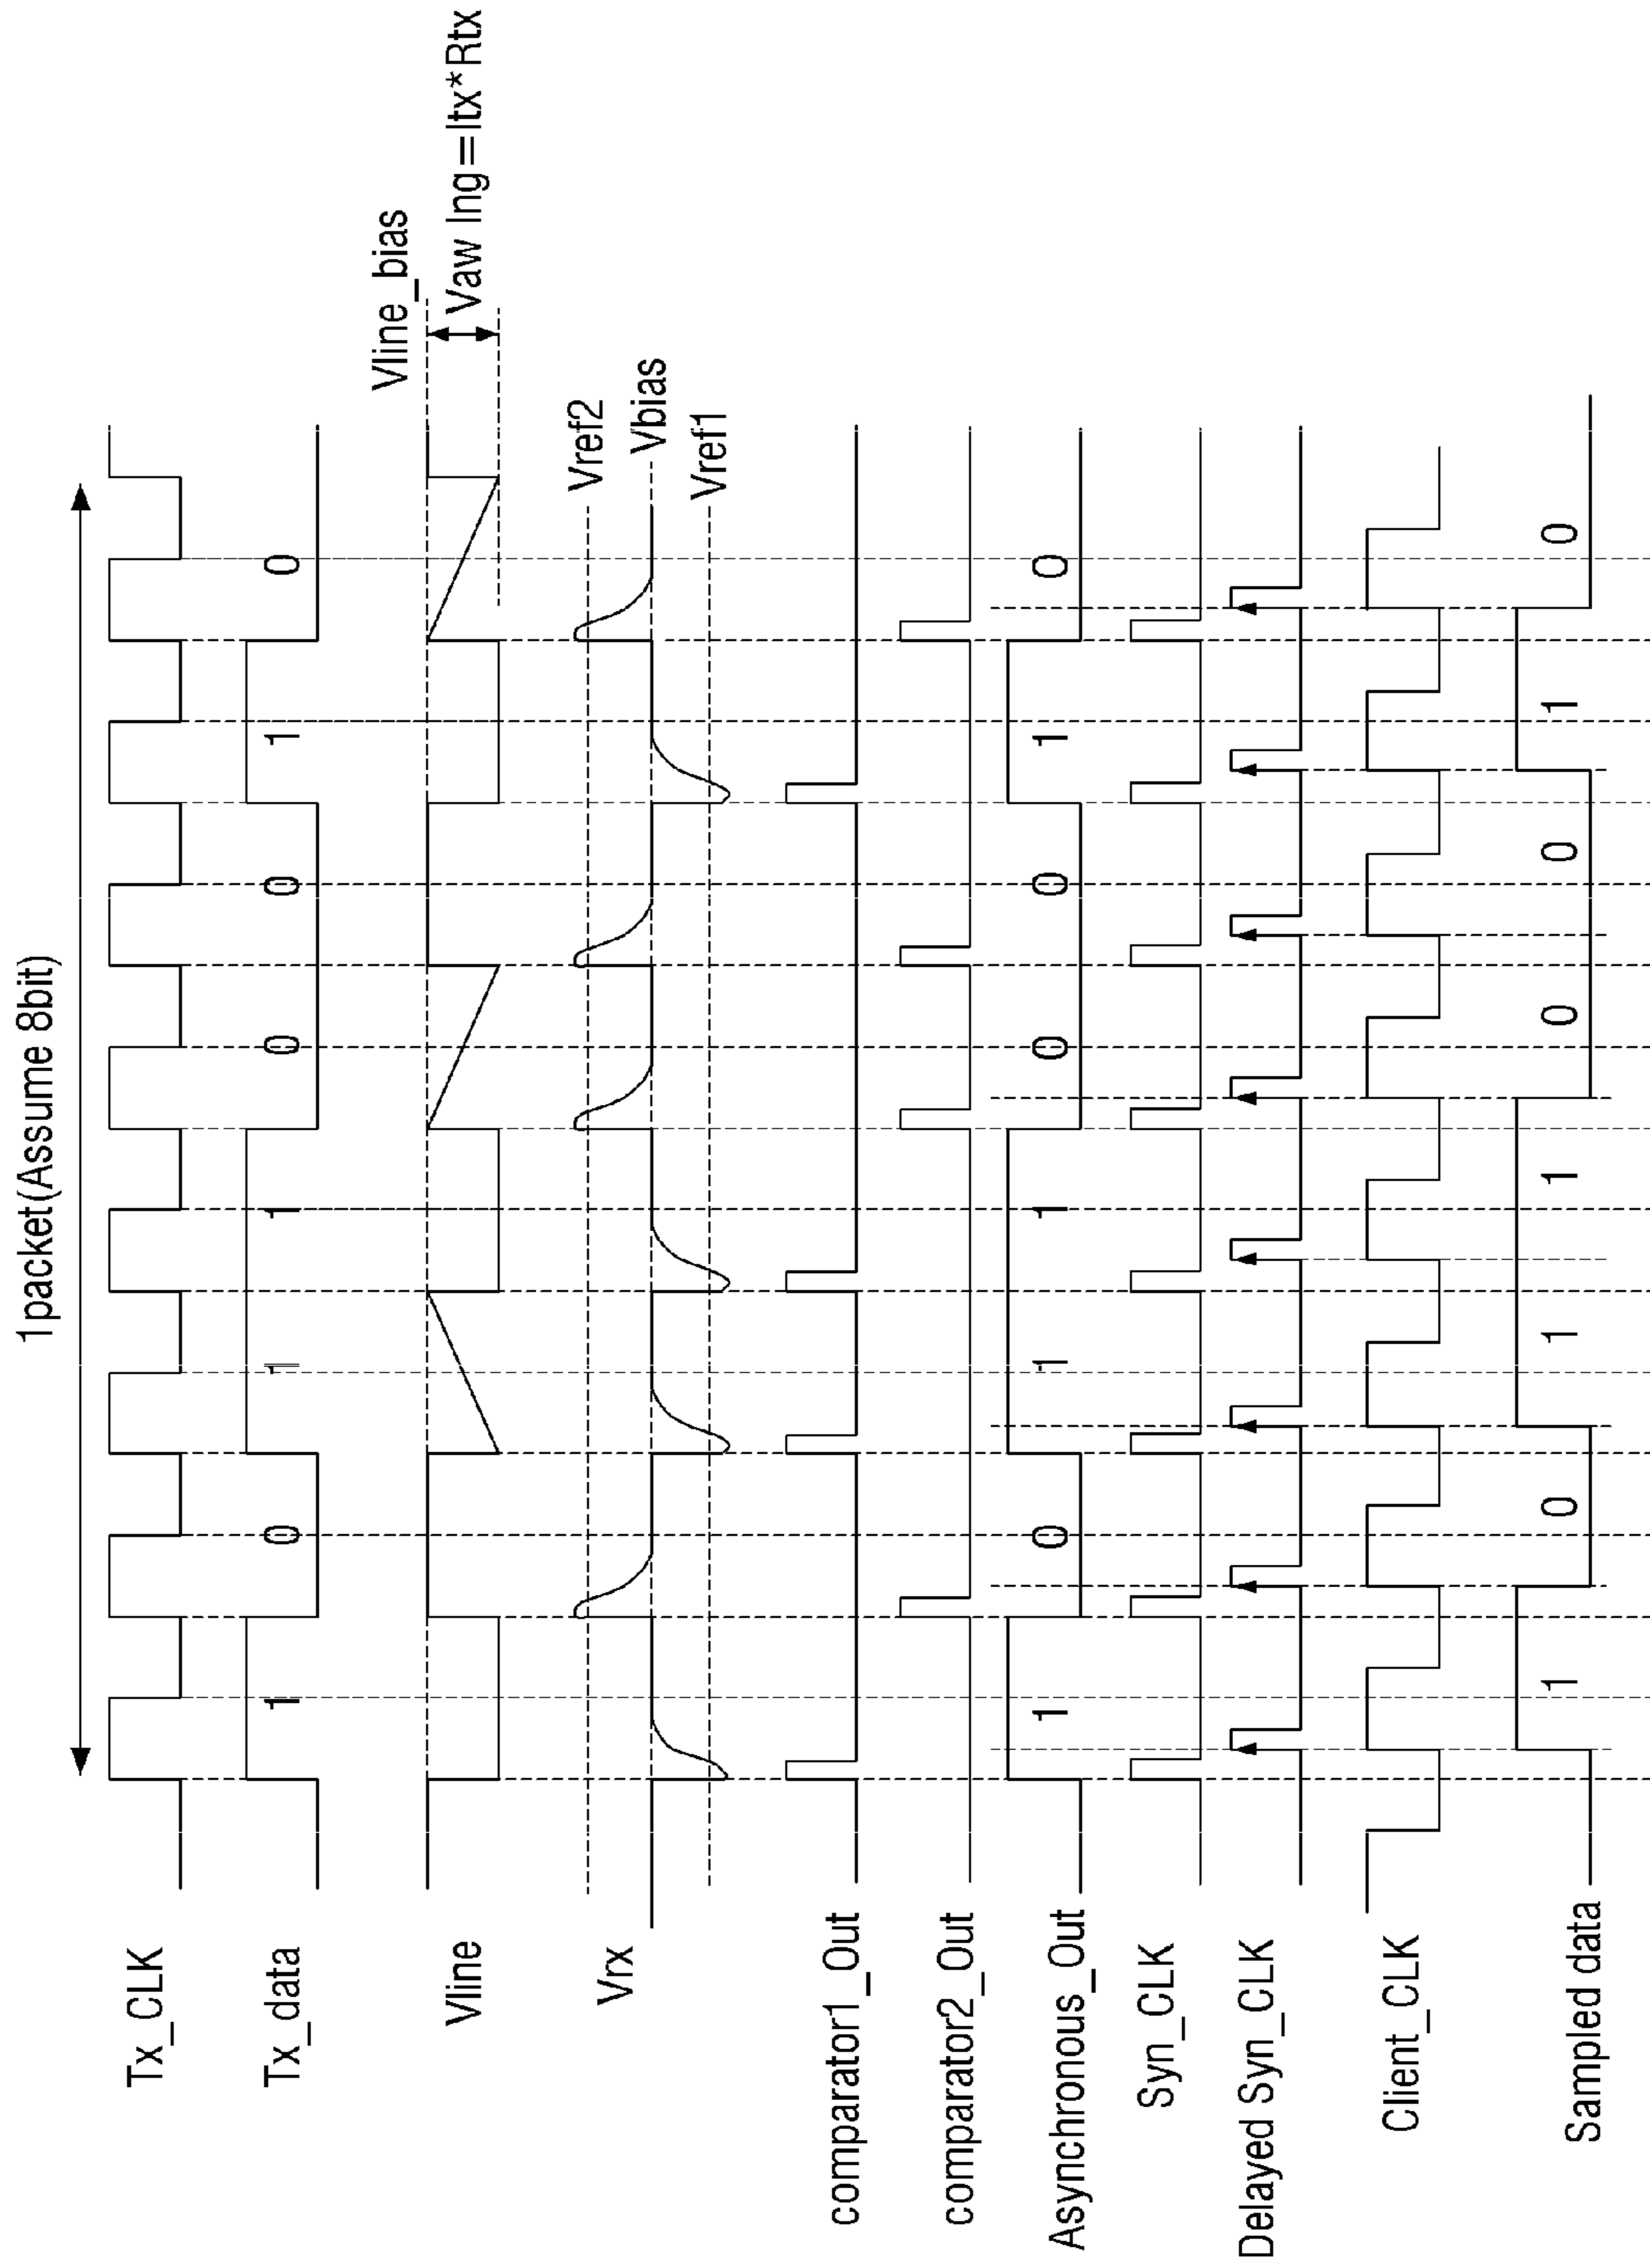 1packet(Assume 8bit)
Tx_CLK
Tx_data 1 0 1 1 0 0 1 0
Vline_bias
Vline
Vaw Ing=Itx*Rtx
Vref2
Vrx
Vbias
Vref1
comparator1_Out
comparator2_Out
Asynchronous_Out 1 0 1 1 0 0 1 0
Syn_CLK
Delayed Syn_CLK
Client_CLK
Sampled data 1 0 1 1 0 0 1 0